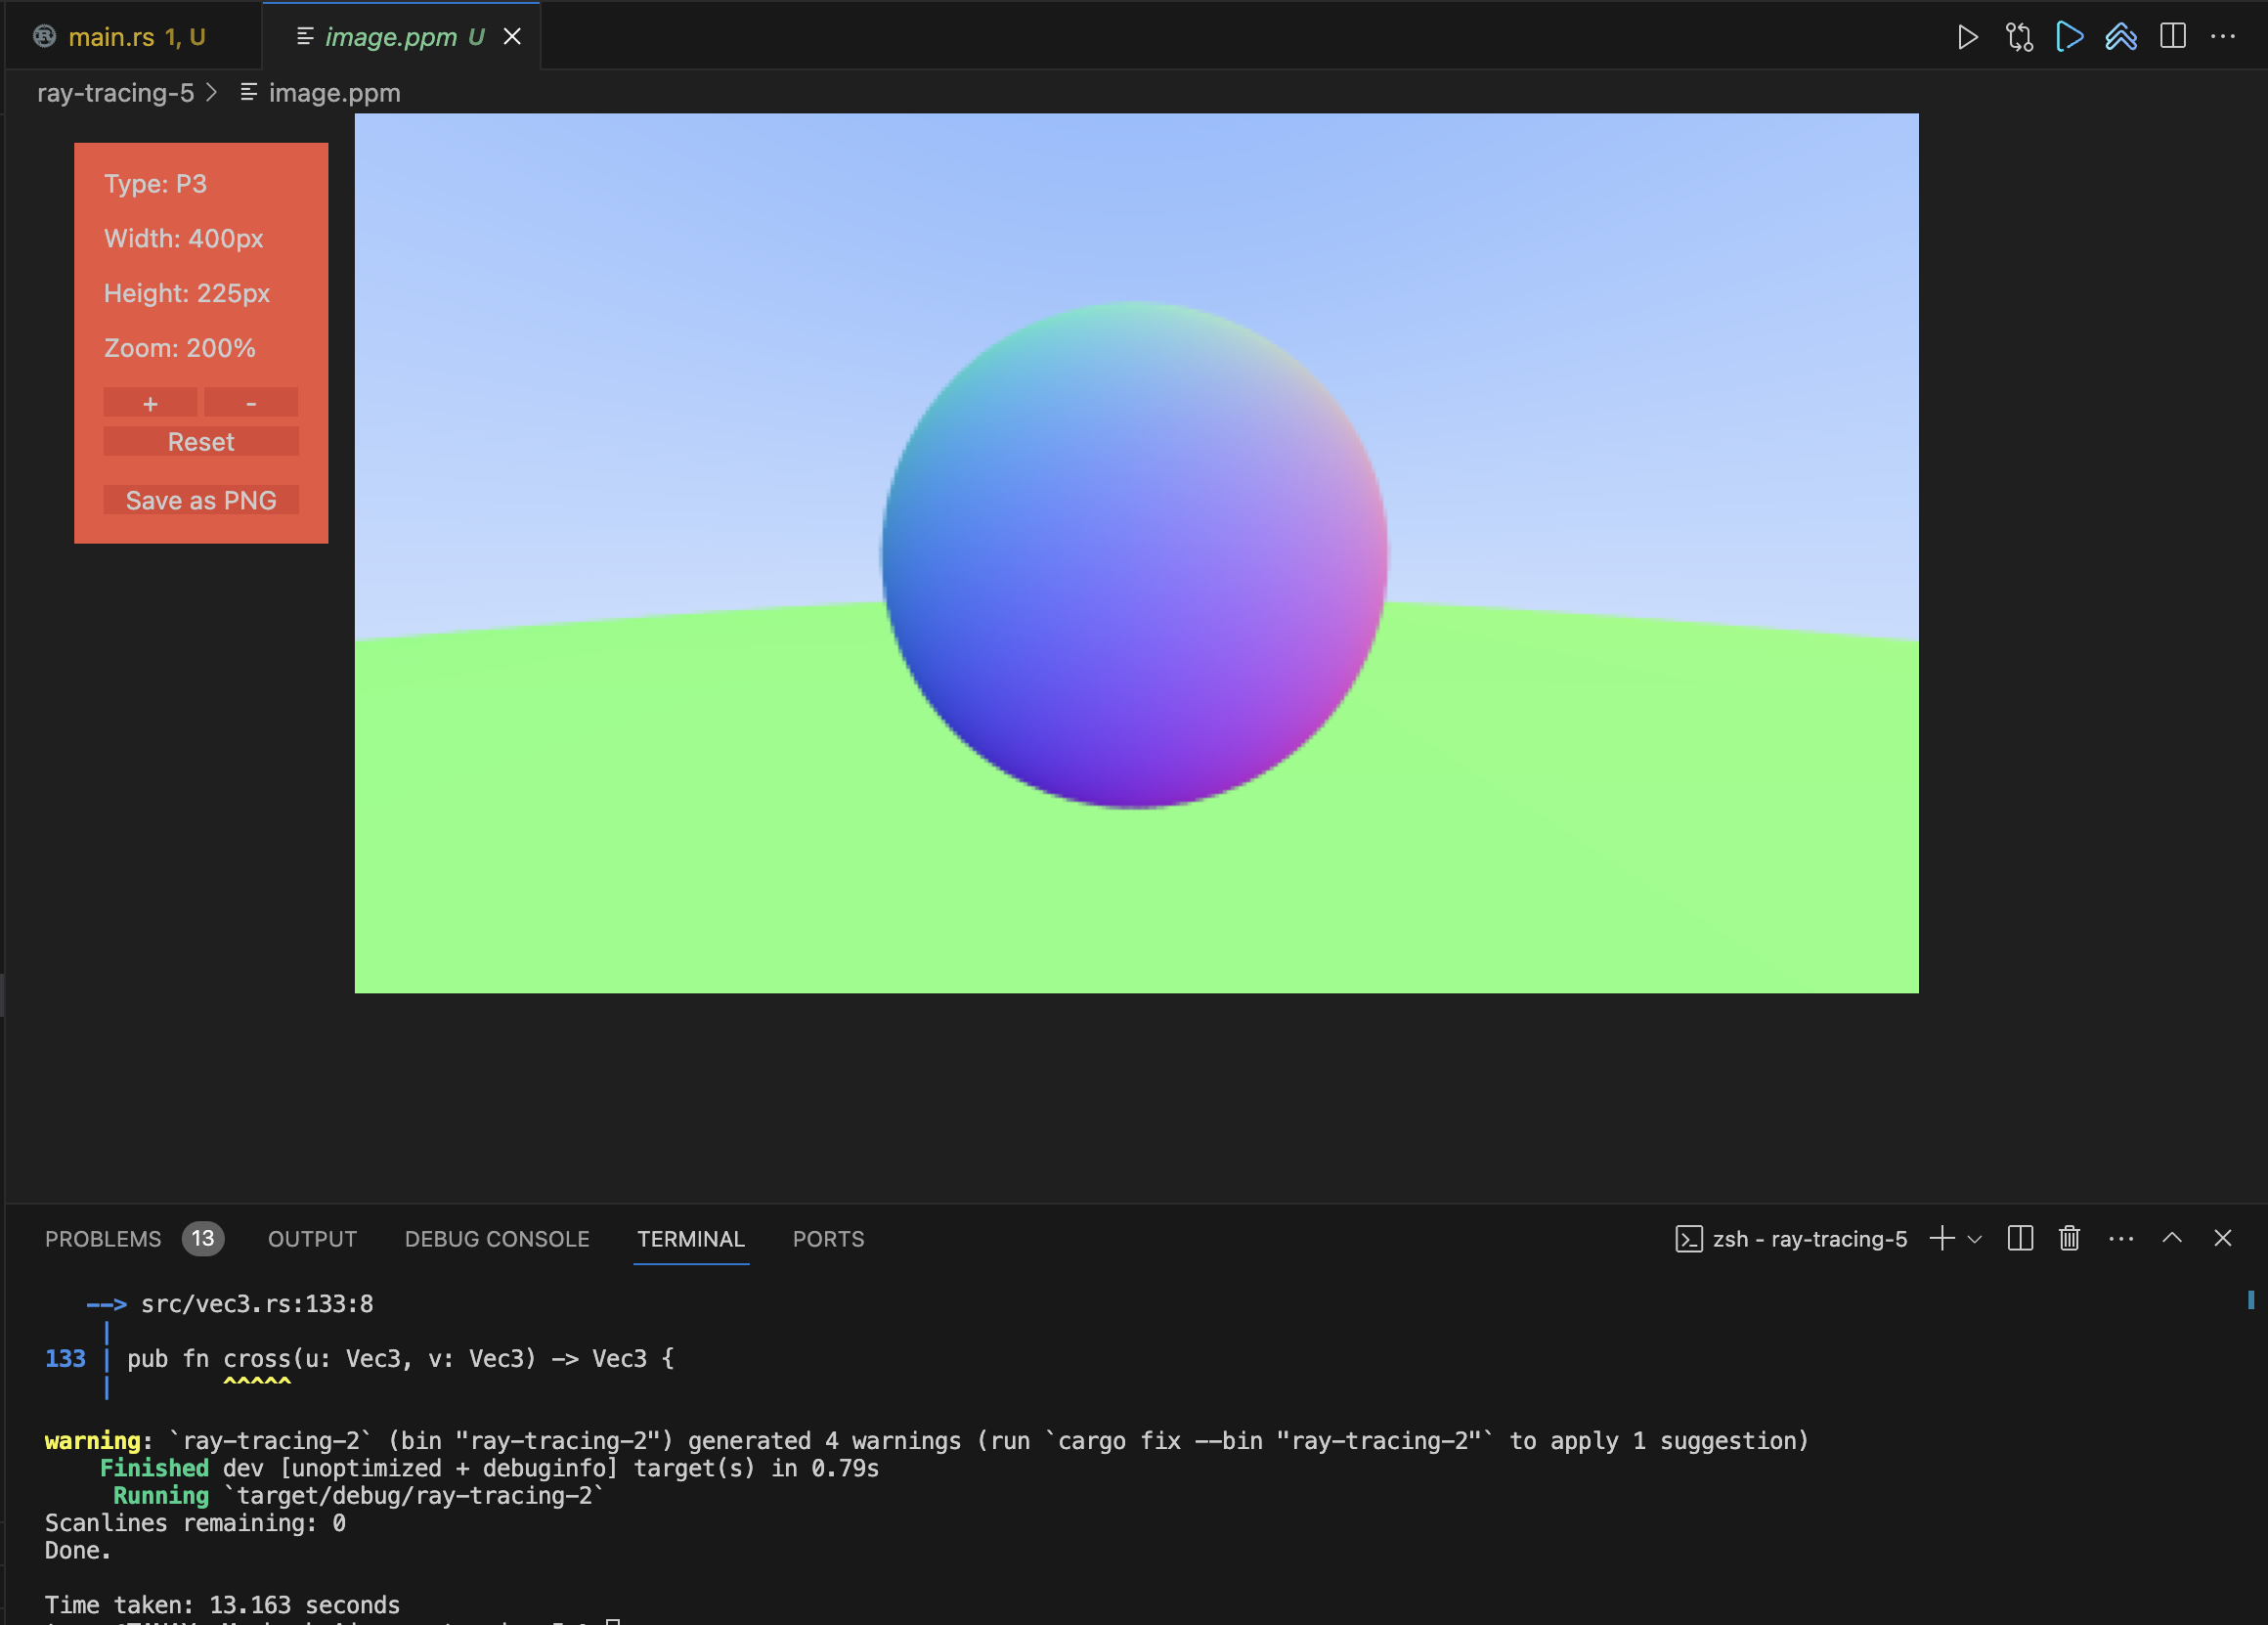 main.rs 1, U
image.ppm U
ray-tracing-5 > image.ppm
Type: P3
Width: 400px
Height: 225px
Zoom: 200%
+ -
Reset
Save as PNG
PROBLEMS 13 OUTPUT DEBUG CONSOLE TERMINAL PORTS
zsh - ray-tracing-5
--> src/vec3.rs:133:8
|
133 | pub fn cross(u: Vec3, v: Vec3) -> Vec3 {
| ^^^^^
warning: `ray-tracing-2` (bin "ray-tracing-2") generated 4 warnings (run `cargo fix --bin "ray-tracing-2"` to apply 1 suggestion)
Finished dev [unoptimized + debuginfo] target(s) in 0.79s
Running `target/debug/ray-tracing-2`
Scanlines remaining: 0
Done.
Time taken: 13.163 seconds